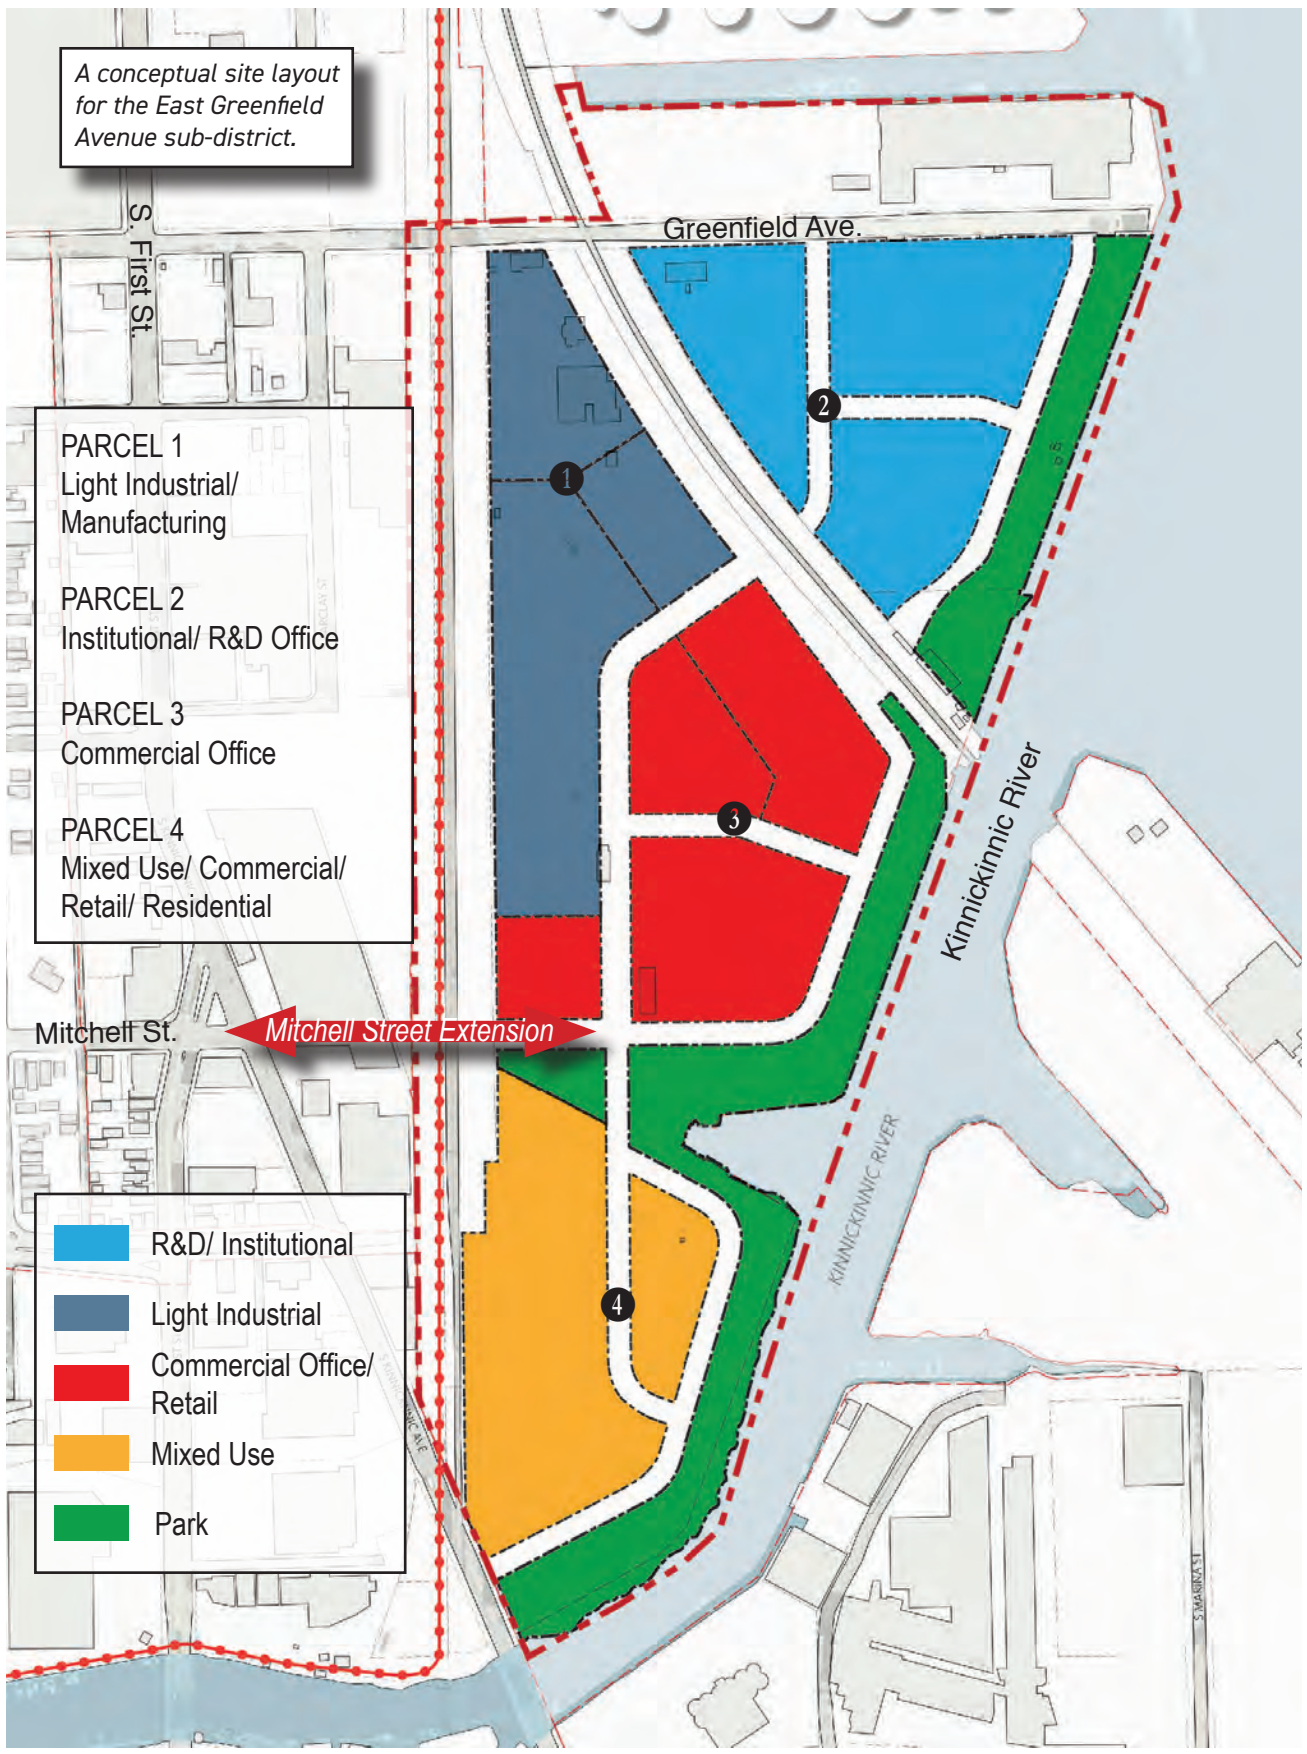 A conceptual site layout
for the East Greenfield
Avenue sub-district.
S. First St.
Greenfield Ave.
PARCEL 1
Light Industrial/
Manufacturing
PARCEL 2
Institutional/ R&D Office
PARCEL 3
Commercial Office
PARCEL 4
Mixed Use/ Commercial/
Retail/ Residential
1
2
3
4
Kinnickinnic River
Mitchell St.
Mitchell Street Extension
KINNICKINNIC RIVER
R&D/ Institutional
Light Industrial
Commercial Office/
Retail
Mixed Use
Park
S MARINA ST